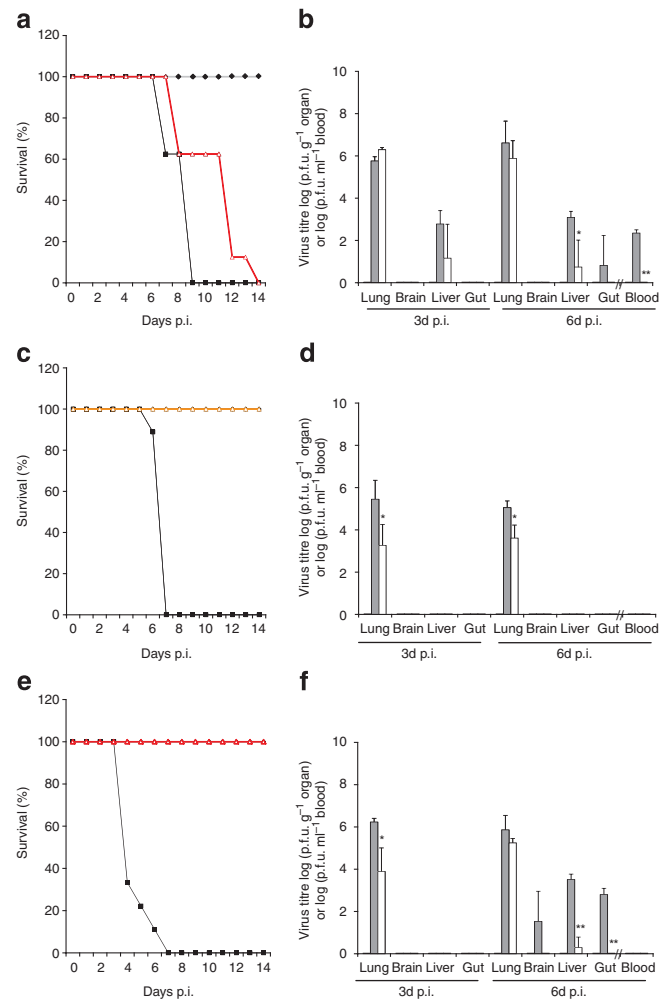 a
120
100
80
60
40
20
0
Survival (%)
0 2 4 6 8 10 12 14
Days p.i.
b
10
8
6
4
2
0
Virus titre log (p.f.u. g⁻¹ organ)
or log (p.f.u. ml⁻¹ blood)
*
**
Lung Brain Liver Gut Lung Brain Liver Gut Blood
3d p.i. 6d p.i.
c
120
100
80
60
40
20
0
Survival (%)
0 2 4 6 8 10 12 14
Days p.i.
d
10
8
6
4
2
0
Virus titre log (p.f.u. g⁻¹ organ)
or log (p.f.u. ml⁻¹ blood)
* *
Lung Brain Liver Gut Lung Brain Liver Gut Blood
3d p.i. 6d p.i.
e
120
100
80
60
40
20
0
Survival (%)
0 2 4 6 8 10 12 14
Days p.i.
f
10
8
6
4
2
0
Virus titre log (p.f.u. g⁻¹ organ)
or log (p.f.u. ml⁻¹ blood)
*
**
**
Lung Brain Liver Gut Lung Brain Liver Gut Blood
3d p.i. 6d p.i.